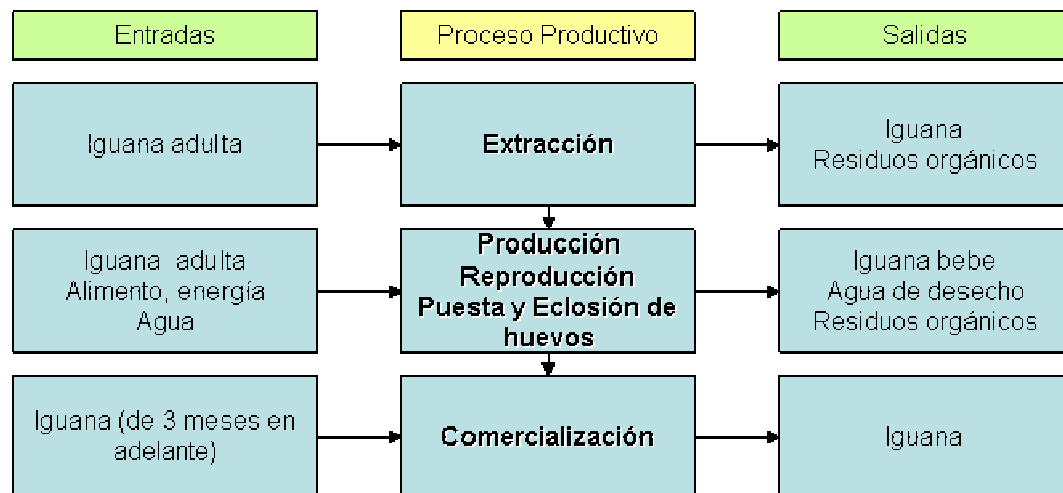 Entradas
Proceso Productivo
Salidas
Iguana adulta
Extracción
Iguana
Residuos orgánicos
Iguana adulta
Alimento, energía
Agua
Producción
Reproducción
Puesta y Eclosión de
huevos
Iguana bebe
Agua de desecho
Residuos orgánicos
Iguana (de 3 meses en
adelante)
Comercialización
Iguana